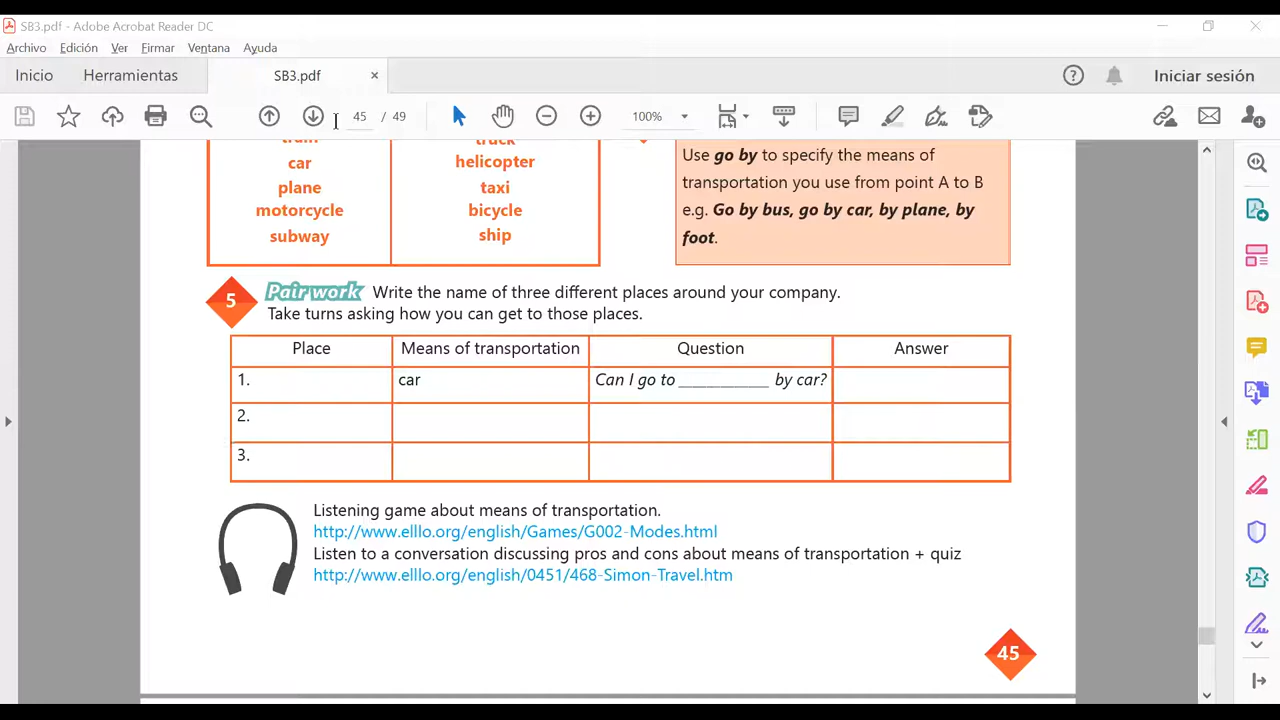 SB3.pdf - Adobe Acrobat Reader DC
Archivo Edición Ver Firmar Ventana Ayuda
Inicio Herramientas SB3.pdf × Iniciar sesión
45 / 49 100%
train truck
car helicopter
plane taxi
motorcycle bicycle
subway ship
Use go by to specify the means of
transportation you use from point A to B
e.g. Go by bus, go by car, by plane, by
foot.
5 Pair work Write the name of three different places around your company.
Take turns asking how you can get to those places.
Place Means of transportation Question Answer
1. car Can I go to ____________ by car?
2.
3.
Listening game about means of transportation.
http://www.elllo.org/english/Games/G002-Modes.html
Listen to a conversation discussing pros and cons about means of transportation + quiz
http://www.elllo.org/english/0451/468-Simon-Travel.htm
45